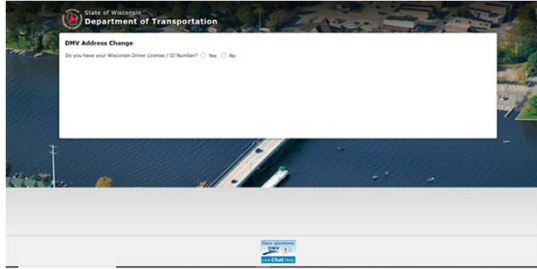 State of Wisconsin
Department of Transportation
DMV Address Change
Do you have your Wisconsin Driver License / ID Number? Yes No
Have questions
DMV
Live Chat Help